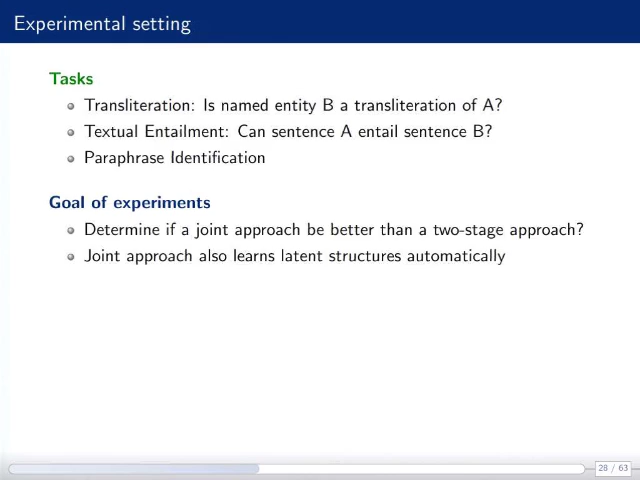 Experimental setting
Tasks
Transliteration: Is named entity B a transliteration of A?
Textual Entailment: Can sentence A entail sentence B?
Paraphrase Identification
Goal of experiments
Determine if a joint approach be better than a two-stage approach?
Joint approach also learns latent structures automatically
28 / 63